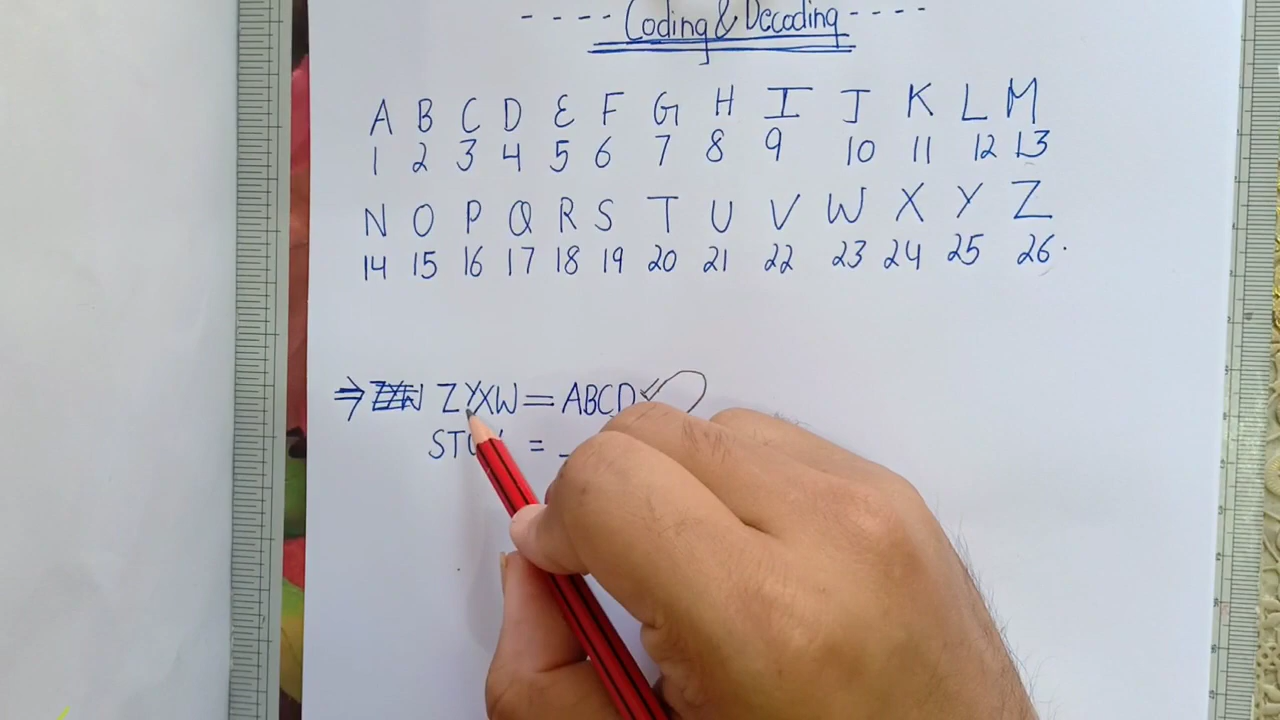 ---- Coding & Decoding ----
A B C D E F G H I J K L M
1 2 3 4 5 6 7 8 9 10 11 12 13
N O P Q R S T U V W X Y Z
14 15 16 17 18 19 20 21 22 23 24 25 26.
⇒ ZYXW = ABCD ✓
=